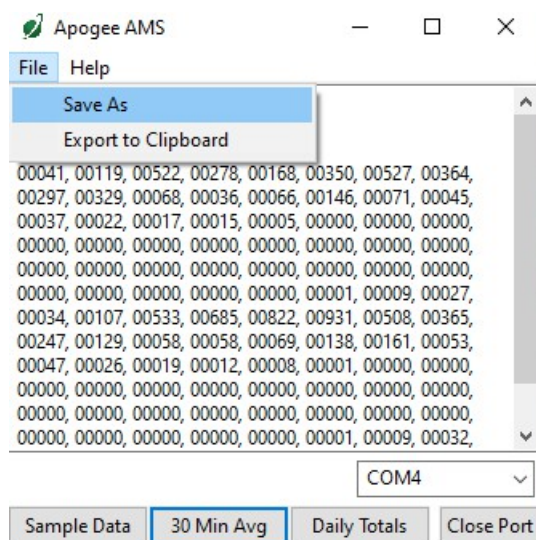 Apogee AMS
File Help
Save As
Export to Clipboard
00041, 00119, 00522, 00278, 00168, 00350, 00527, 00364,
00297, 00329, 00068, 00036, 00066, 00146, 00071, 00045,
00037, 00022, 00017, 00015, 00005, 00000, 00000, 00000,
00000, 00000, 00000, 00000, 00000, 00000, 00000, 00000,
00000, 00000, 00000, 00000, 00000, 00000, 00000, 00000,
00000, 00000, 00000, 00000, 00000, 00001, 00009, 00027,
00034, 00107, 00533, 00685, 00822, 00931, 00508, 00365,
00247, 00129, 00058, 00058, 00069, 00138, 00161, 00053,
00047, 00026, 00019, 00012, 00008, 00001, 00000, 00000,
00000, 00000, 00000, 00000, 00000, 00000, 00000, 00000,
00000, 00000, 00000, 00000, 00000, 00000, 00000, 00000,
00000, 00000, 00000, 00000, 00000, 00001, 00009, 00032,
COM4
Sample Data 30 Min Avg Daily Totals Close Port